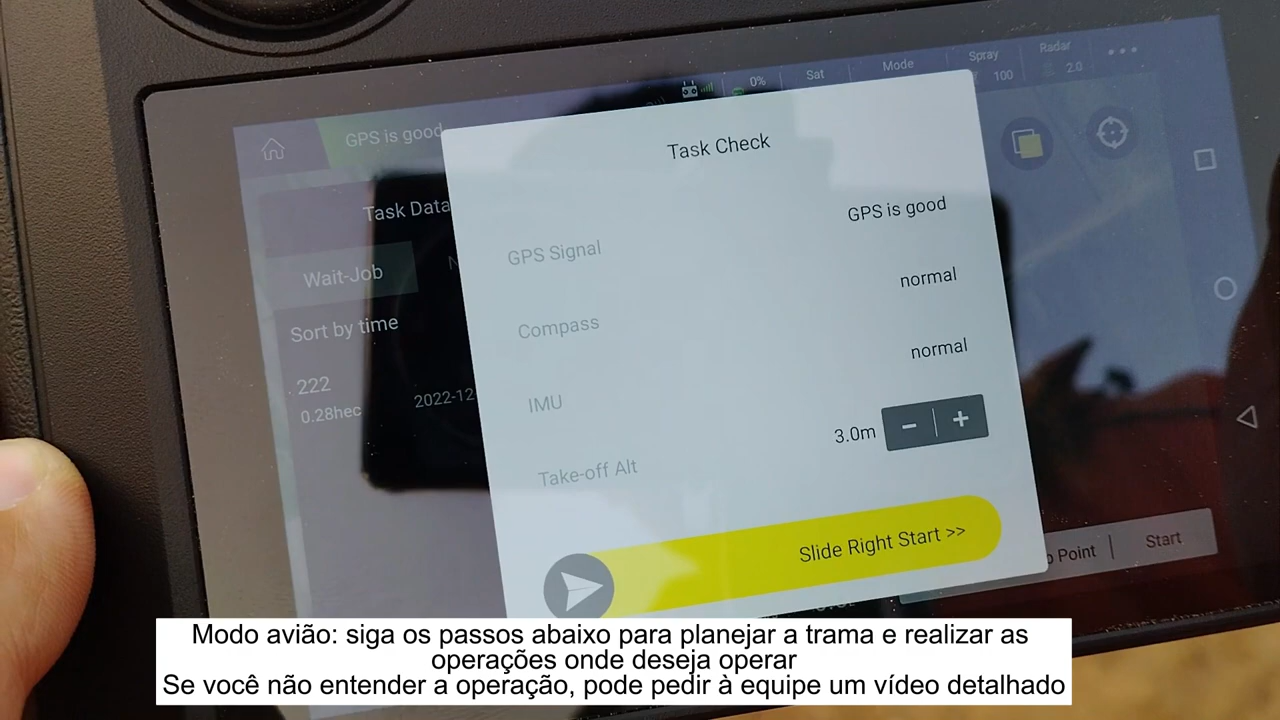 0%
Sat
Mode
Spray
100
Radar
2.0
GPS is good
Task Data
Wait-Job
Sort by time
222
0.28hec
2022-12
Task Check
GPS Signal
GPS is good
Compass
normal
IMU
normal
Take-off Alt
3.0m
Slide Right Start >>
Point
Start
Modo avião: siga os passos abaixo para planejar a trama e realizar as
operações onde deseja operar
Se você não entender a operação, pode pedir à equipe um vídeo detalhado